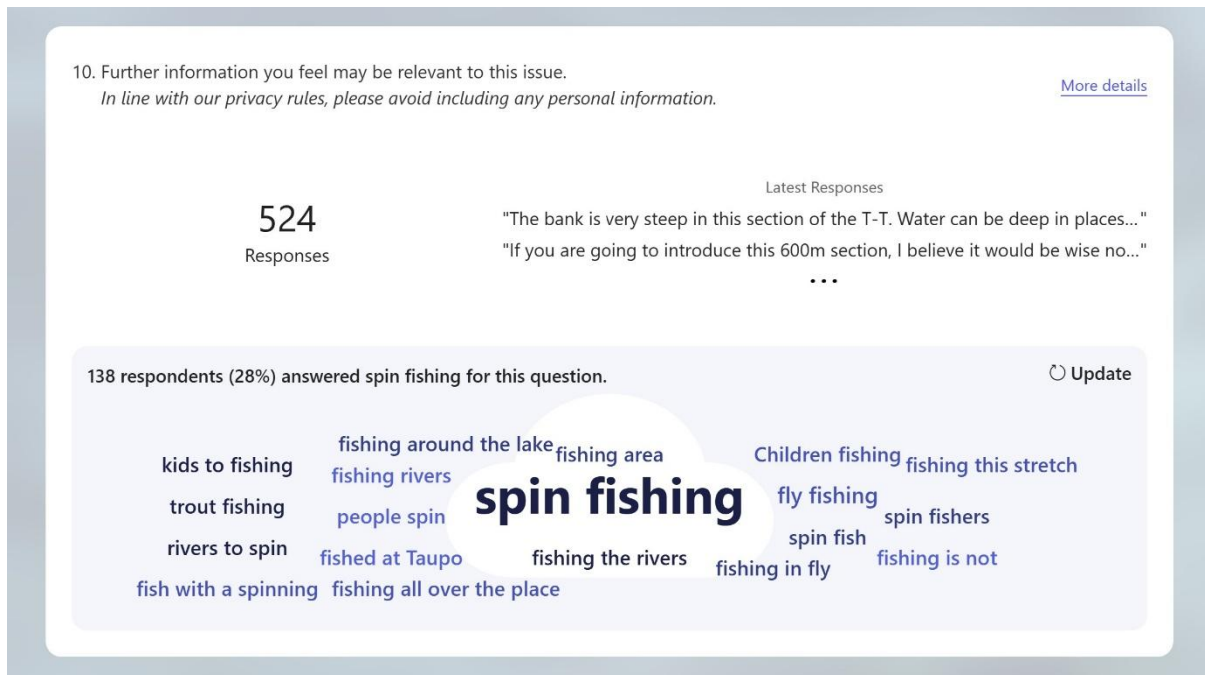 10. Further information you feel may be relevant to this issue.
In line with our privacy rules, please avoid including any personal information.
More details
524
Responses
Latest Responses
"The bank is very steep in this section of the T-T. Water can be deep in places..."
"If you are going to introduce this 600m section, I believe it would be wise no..."
...
138 respondents (28%) answered spin fishing for this question.
Update
fishing around the lake
fishing area
Children fishing
kids to fishing
fishing rivers
fishing this stretch
spin fishing
fly fishing
trout fishing
people spin
spin fishers
rivers to spin
spin fish
fished at Taupo
fishing the rivers
fishing in fly
fishing is not
fish with a spinning
fishing all over the place